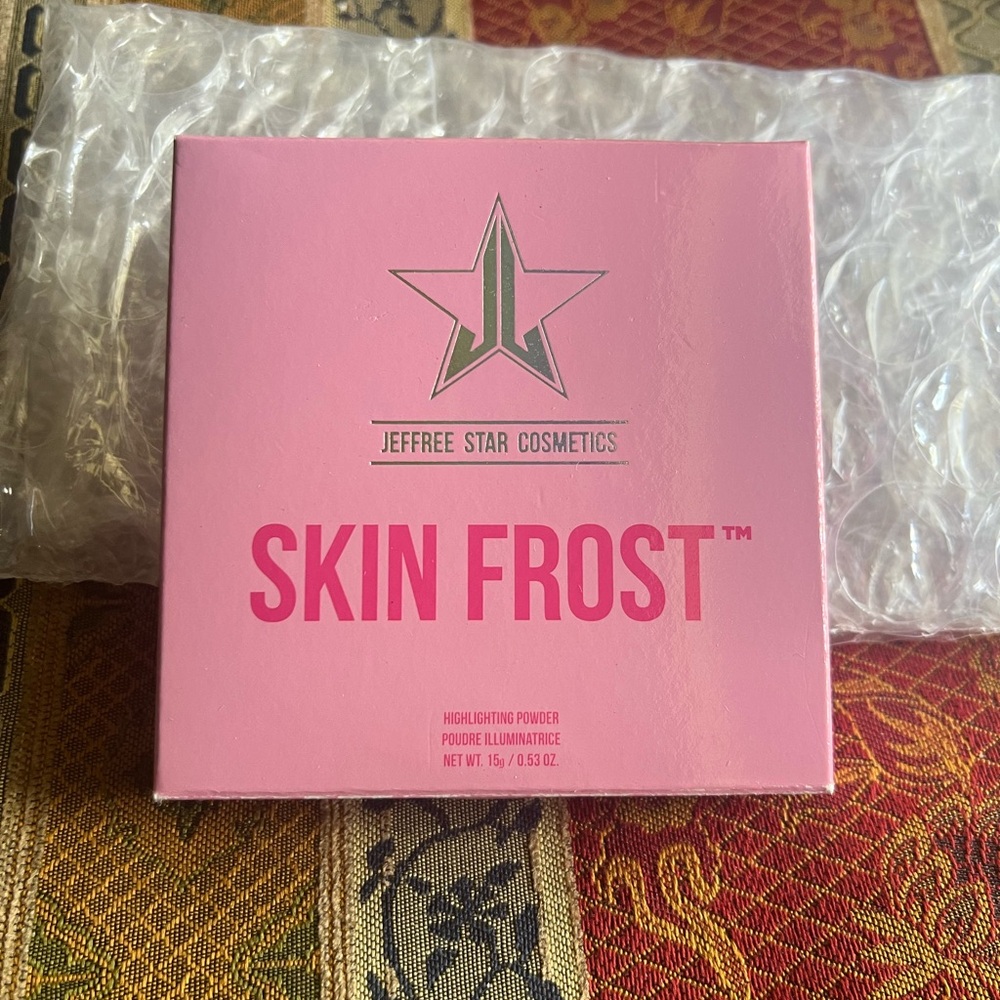 JEFFREE STAR COSMETICS
SKIN FROST™
HIGHLIGHTING POWDER
POUDRE ILLUMINATRICE
NET WT. 15g / 0.53 OZ.